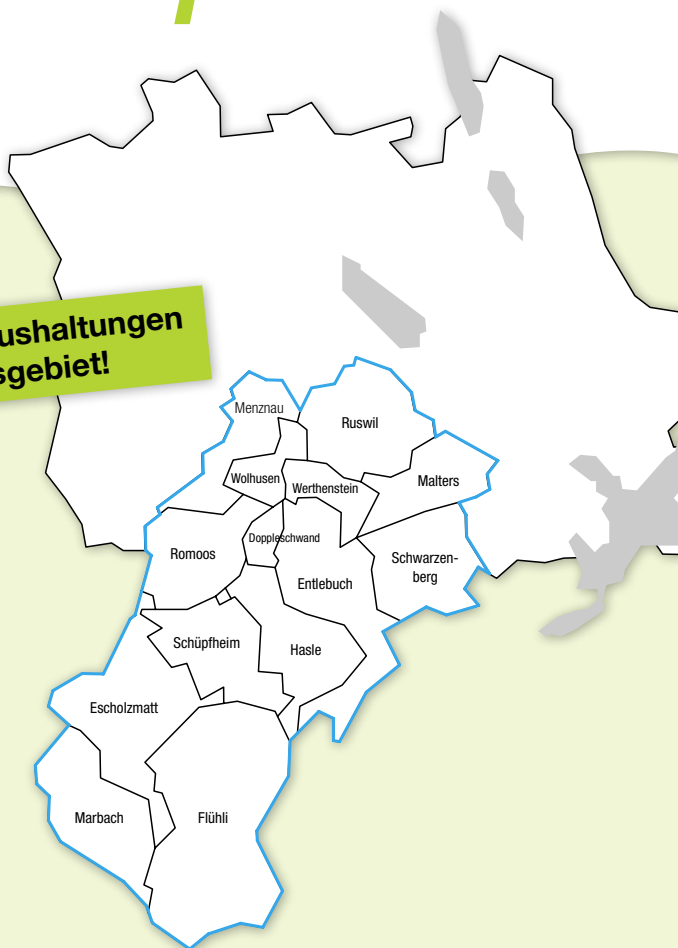 ushaltungen
sgebiet!
Menznau
Ruswil
Wolhusen
Werthenstein
Malters
Doppleschwand
Romoos
Entlebuch
Schwarzen-
berg
Schüpfheim
Hasle
Escholzmatt
Marbach
Flühli